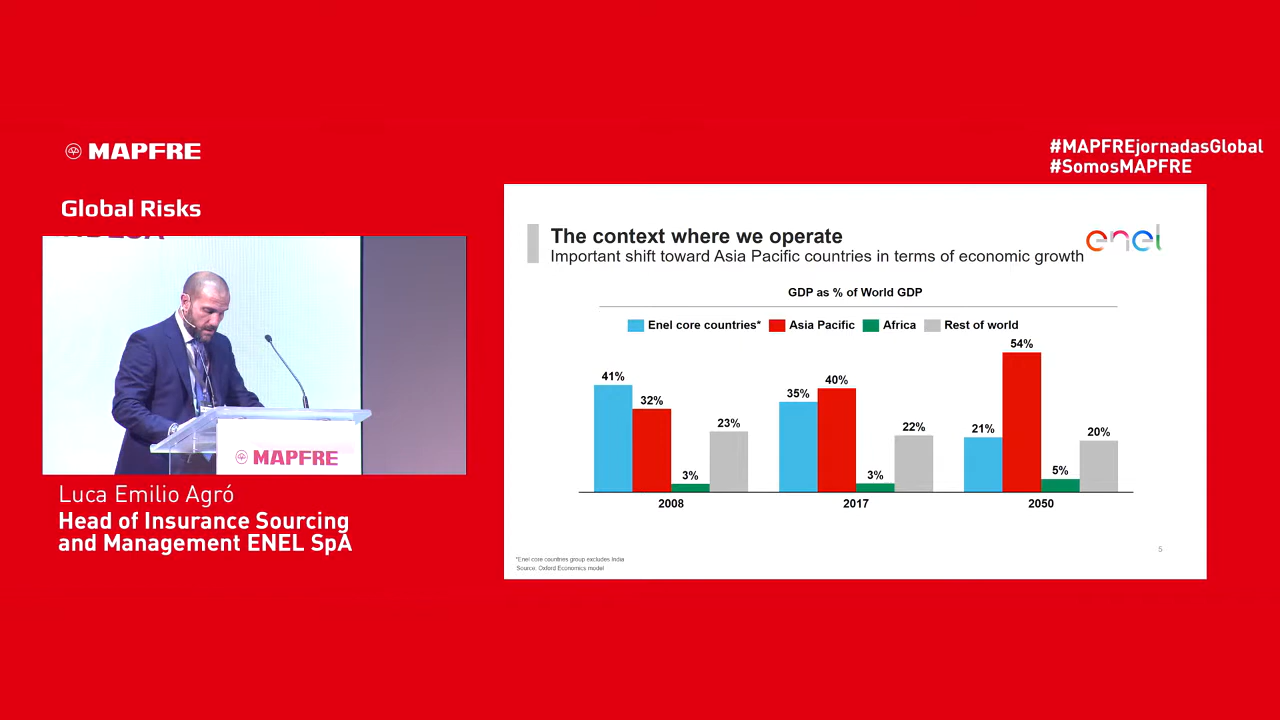 MAPFRE
#MAPFREjornadasGlobal
#SomosMAPFRE
Global Risks
MAPFRE
Luca Emilio Agró
Head of Insurance Sourcing
and Management ENEL SpA
The context where we operate
enel
Important shift toward Asia Pacific countries in terms of economic growth
GDP as % of World GDP
Enel core countries* Asia Pacific Africa Rest of world
41% 32% 3% 23%
35% 40% 3% 22%
21% 54% 5% 20%
2008 2017 2050
*Enel core countries group excludes India
Source: Oxford Economics model
5